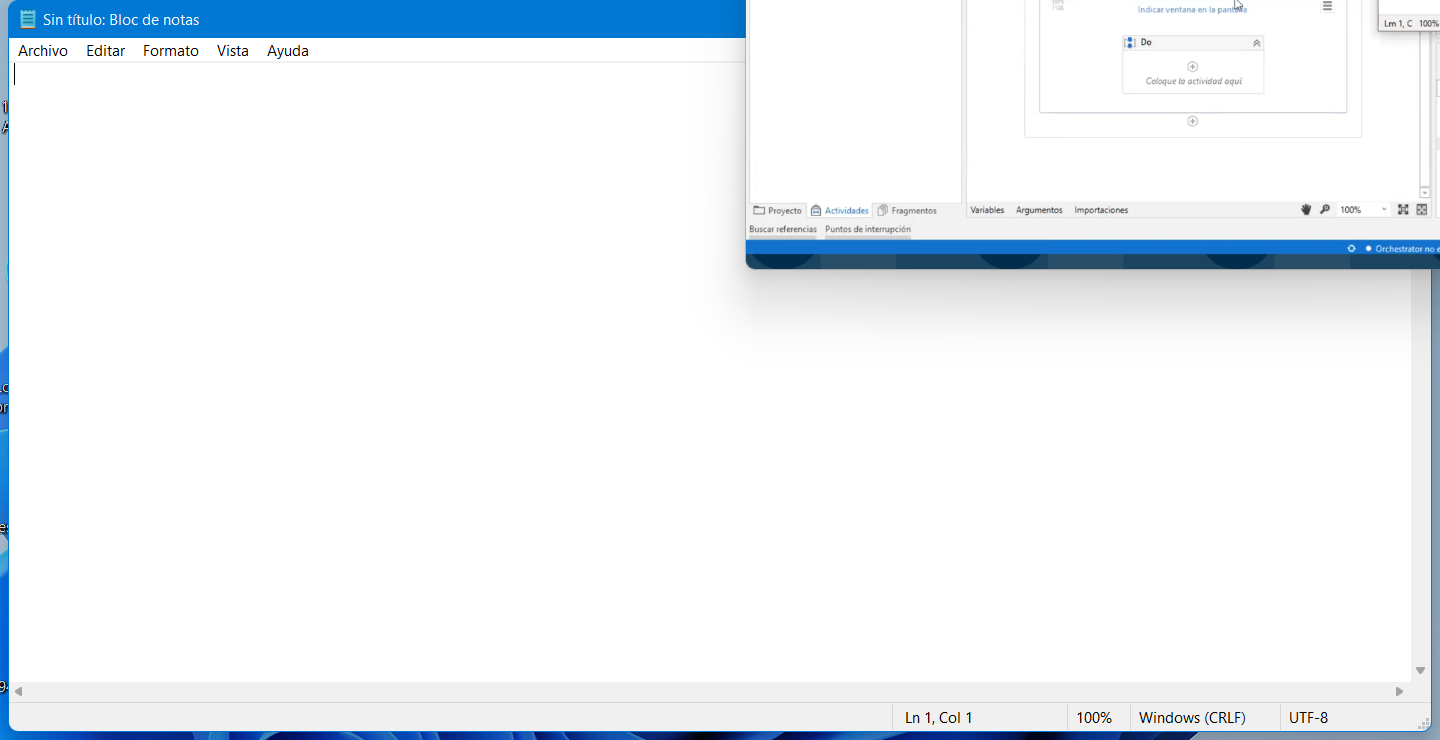 Sin título: Bloc de notas
Archivo Editar Formato Vista Ayuda
Indicar ventana en la pantalla
Do
Coloque la actividad aquí
Lm 1, C 100%
Proyecto Actividades Fragmentos
Variables Argumentos Importaciones
100%
Buscar referencias Puntos de interrupción
Orchestrator no e
Ln 1, Col 1
100%
Windows (CRLF)
UTF-8